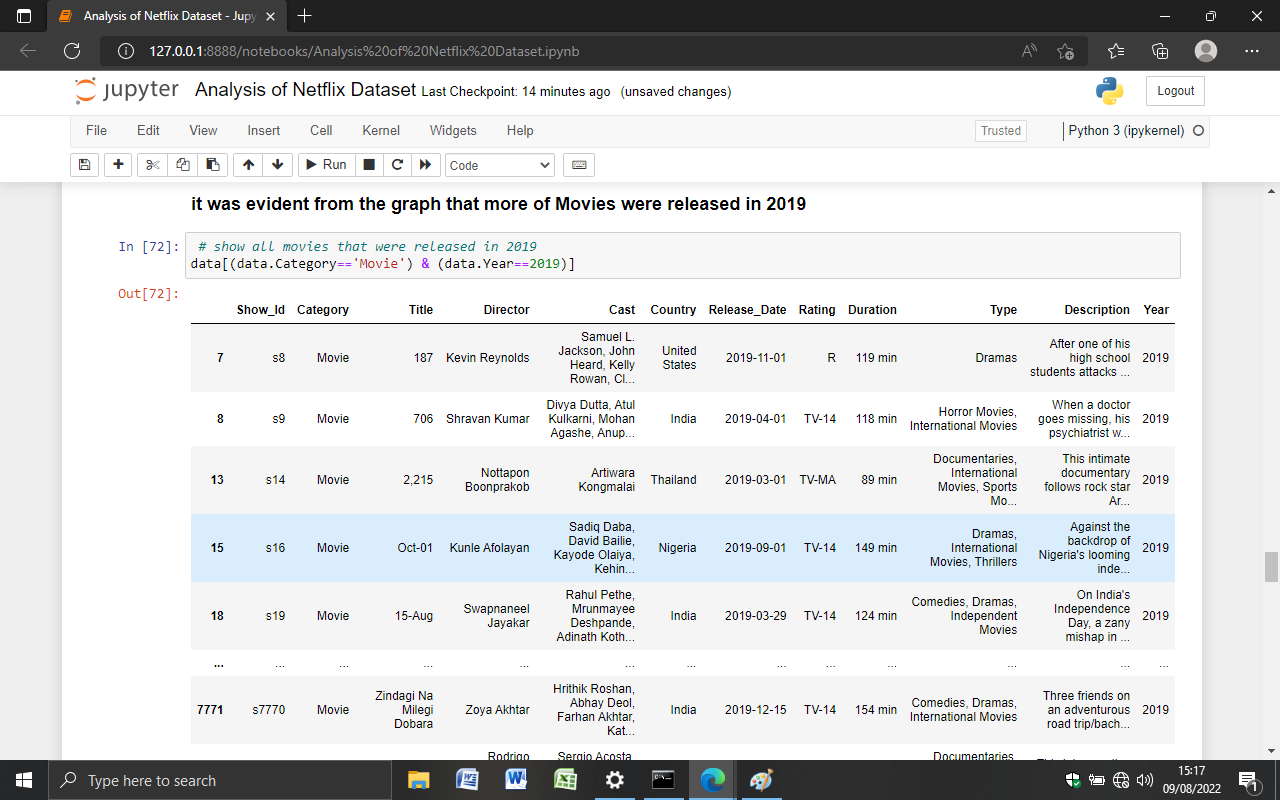 Analysis of Netflix Dataset - Jupy
127.0.0.1:8888/notebooks/Analysis%20of%20Netflix%20Dataset.ipynb
jupyter Analysis of Netflix Dataset Last Checkpoint: 14 minutes ago (unsaved changes) Logout
File Edit View Insert Cell Kernel Widgets Help Trusted Python 3 (ipykernel)
Run Code
it was evident from the graph that more of Movies were released in 2019
In [72]: # show all movies that were released in 2019
data[(data.Category=='Movie') & (data.Year==2019)]
Out[72]:
Show_Id Category Title Director Cast Country Release_Date Rating Duration Type Description Year
7 s8 Movie 187 Kevin Reynolds Samuel L. Jackson, John Heard, Kelly Rowan, Cl... United States 2019-11-01 R 119 min Dramas After one of his high school students attacks ... 2019
8 s9 Movie 706 Shravan Kumar Divya Dutta, Atul Kulkarni, Mohan Agashe, Anup... India 2019-04-01 TV-14 118 min Horror Movies, International Movies When a doctor goes missing, his psychiatrist w... 2019
13 s14 Movie 2,215 Nottapon Boonprakob Artiwara Kongmalai Thailand 2019-03-01 TV-MA 89 min Documentaries, International Movies, Sports Mo... This intimate documentary follows rock star Ar... 2019
15 s16 Movie Oct-01 Kunle Afolayan Sadiq Daba, David Bailie, Kayode Olaiya, Kehin... Nigeria 2019-09-01 TV-14 149 min Dramas, International Movies, Thrillers Against the backdrop of Nigeria's looming inde... 2019
18 s19 Movie 15-Aug Swapnaneel Jayakar Rahul Pethe, Mrunmayee Deshpande, Adinath Koth... India 2019-03-29 TV-14 124 min Comedies, Dramas, Independent Movies On India's Independence Day, a zany mishap in ... 2019
... ... ... ... ... ... ... ... ... ... ... ... ...
7771 s7770 Movie Zindagi Na Milegi Dobara Zoya Akhtar Hrithik Roshan, Abhay Deol, Farhan Akhtar, Kat... India 2019-12-15 TV-14 154 min Comedies, Dramas, International Movies Three friends on an adventurous road trip/bach... 2019
Rodrigo Sergio Acosta, Documentaries,
Type here to search 15:17
09/08/2022
1